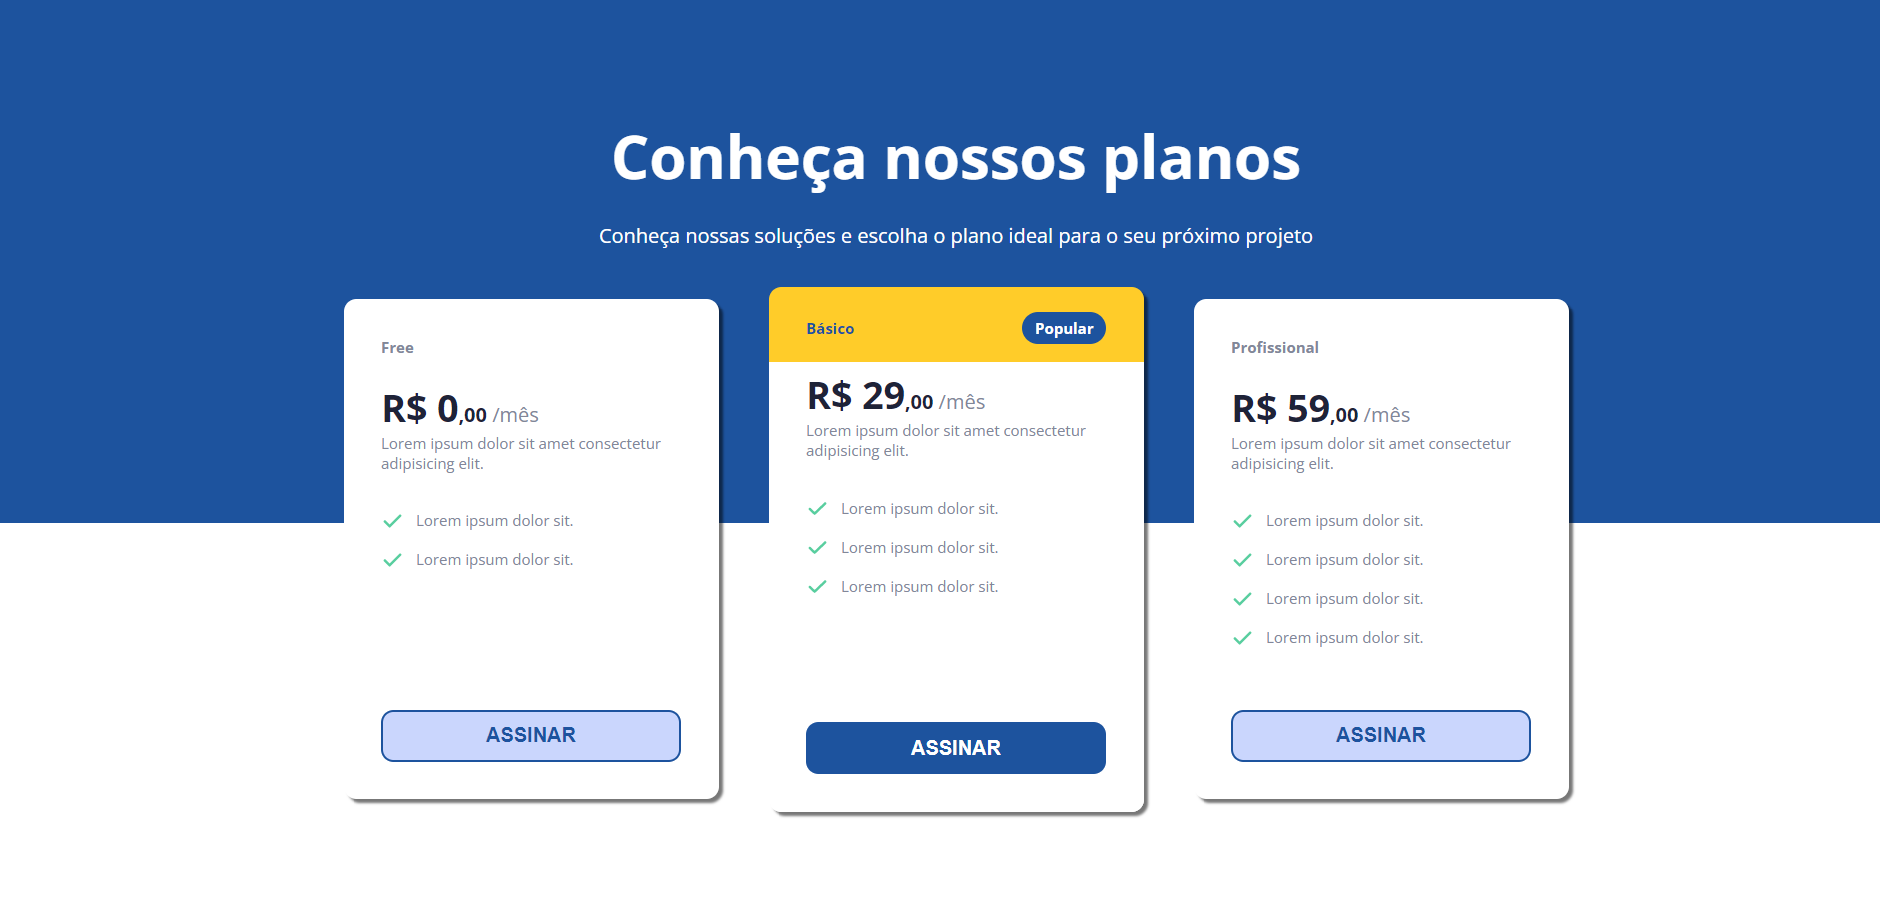 Conheça nossos planos
Conheça nossas soluções e escolha o plano ideal para o seu próximo projeto
Free
R$ 0,00 /mês
Lorem ipsum dolor sit amet consectetur
adipisicing elit.
Lorem ipsum dolor sit.
Lorem ipsum dolor sit.
ASSINAR
Básico
Popular
R$ 29,00 /mês
Lorem ipsum dolor sit amet consectetur
adipisicing elit.
Lorem ipsum dolor sit.
Lorem ipsum dolor sit.
Lorem ipsum dolor sit.
ASSINAR
Profissional
R$ 59,00 /mês
Lorem ipsum dolor sit amet consectetur
adipisicing elit.
Lorem ipsum dolor sit.
Lorem ipsum dolor sit.
Lorem ipsum dolor sit.
Lorem ipsum dolor sit.
ASSINAR